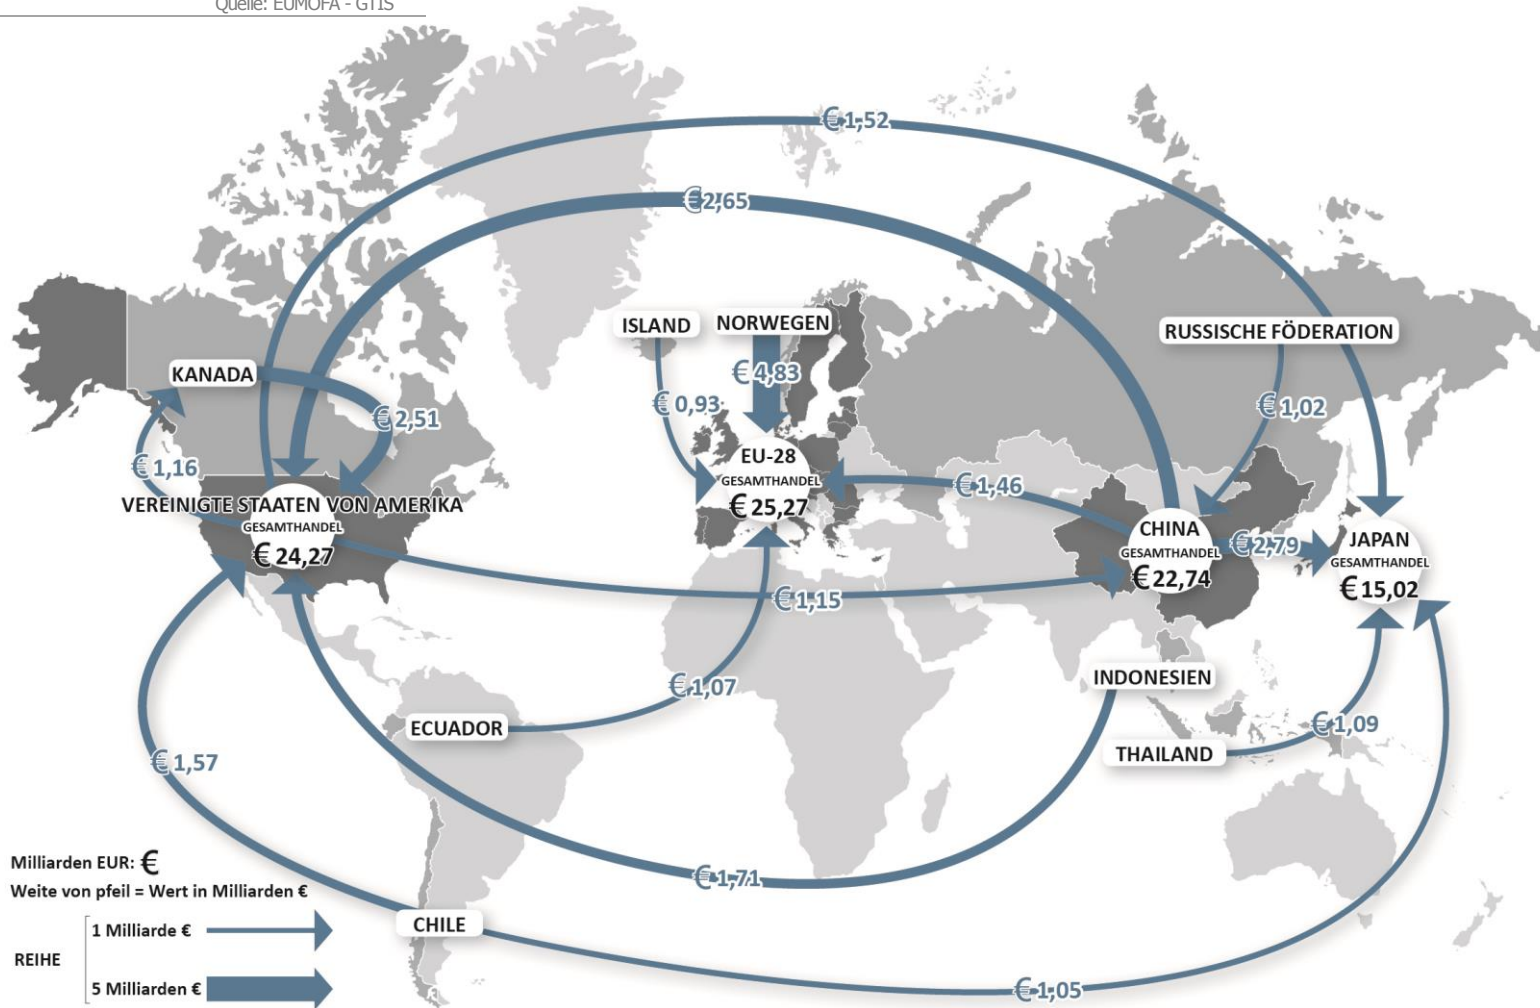 Quelle: EUMOFA - GTIS
€ 1,52
€ 2,65
ISLAND
NORWEGEN
RUSSISCHE FÖDERATION
KANADA
€ 4,83
€ 0,93
€ 1,02
€ 2,51
€ 1,16
EU-28
GESAMTHANDEL
€ 25,27
€ 1,46
VEREINIGTE STAATEN VON AMERIKA
GESAMTHANDEL
€ 24,27
CHINA
GESAMTHANDEL
€ 22,74
€ 2,79
JAPAN
GESAMTHANDEL
€ 15,02
€ 1,15
INDONESIEN
€ 1,07
ECUADOR
€ 1,09
THAILAND
€ 1,57
€ 1,71
Milliarden EUR: €
Weite von pfeil = Wert in Milliarden €
REIHE
1 Milliarde €
5 Milliarden €
CHILE
€ 1,05